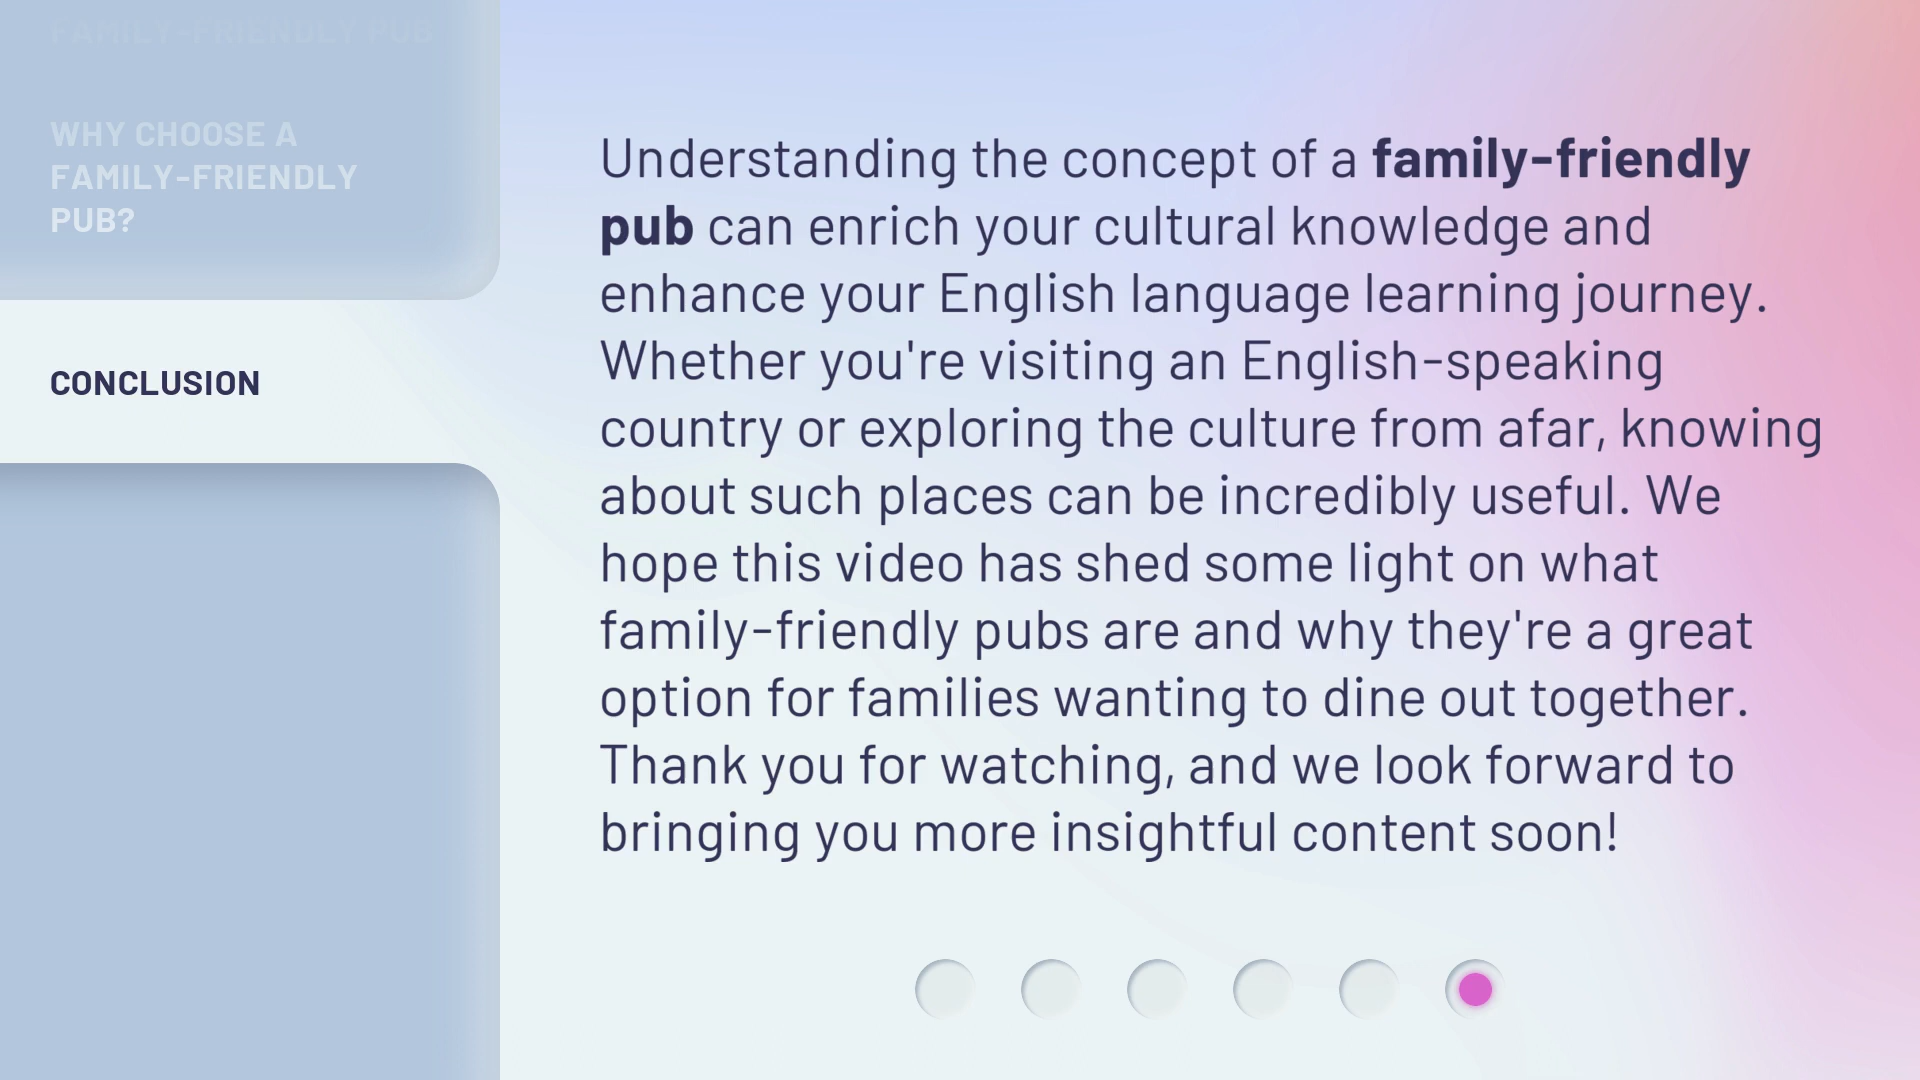 FAMILY-FRIENDLY PUB
WHY CHOOSE A
FAMILY-FRIENDLY
PUB?
CONCLUSION
Understanding the concept of a family-friendly
pub can enrich your cultural knowledge and
enhance your English language learning journey.
Whether you're visiting an English-speaking
country or exploring the culture from afar, knowing
about such places can be incredibly useful. We
hope this video has shed some light on what
family-friendly pubs are and why they're a great
option for families wanting to dine out together.
Thank you for watching, and we look forward to
bringing you more insightful content soon!